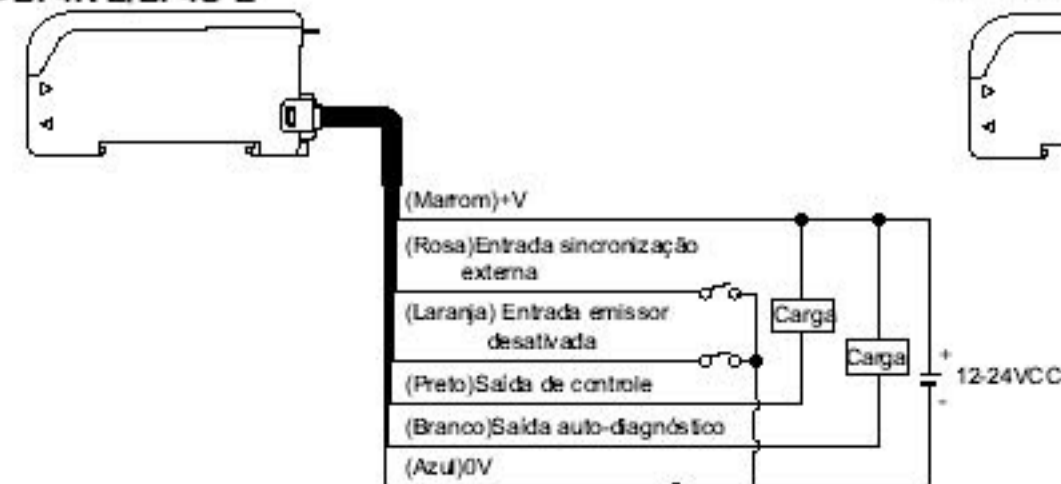 (Marrom)+V
(Rosa)Entrada sincronização
externa
(Laranja) Entrada emissor
desativada
Carga
Carga
+
12-24VCC
-
(Preto)Saída de controle
(Branco)Saída auto-diagnóstico
(Azul)0V